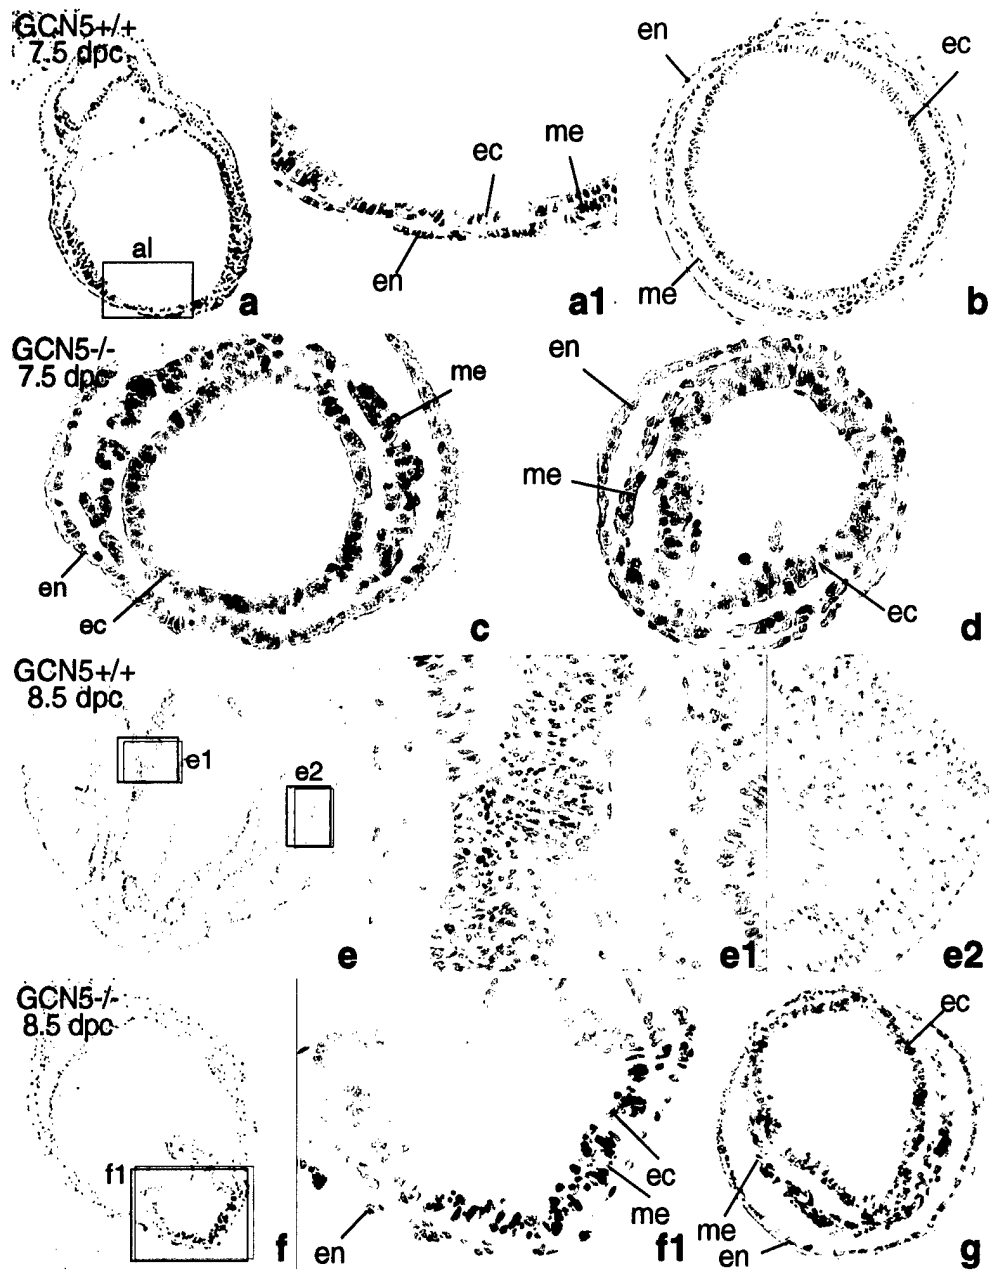 GCN5+/+
7.5 dpc
al
a
ec
me
en
a1
en
ec
me
b
GCN5-/-
7.5 dpc
me
en
ec
c
en
me
ec
d
GCN5+/+
8.5 dpc
e1
e2
e
e1
e2
GCN5-/-
8.5 dpc
f1
f
ec
me
en
f1
ec
me
en
g